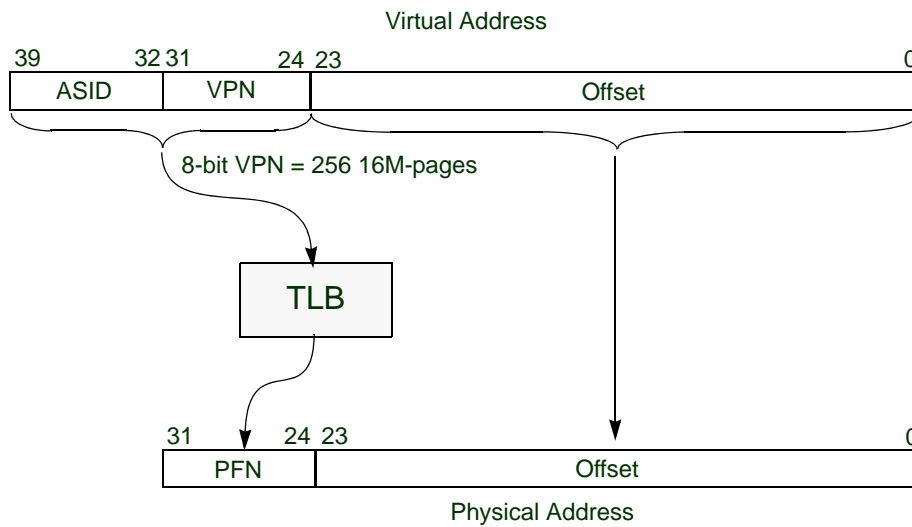 Virtual Address
39 32 31 24 23 0
ASID VPN Offset
8-bit VPN = 256 16M-pages
TLB
31 24 23 0
PFN Offset
Physical Address